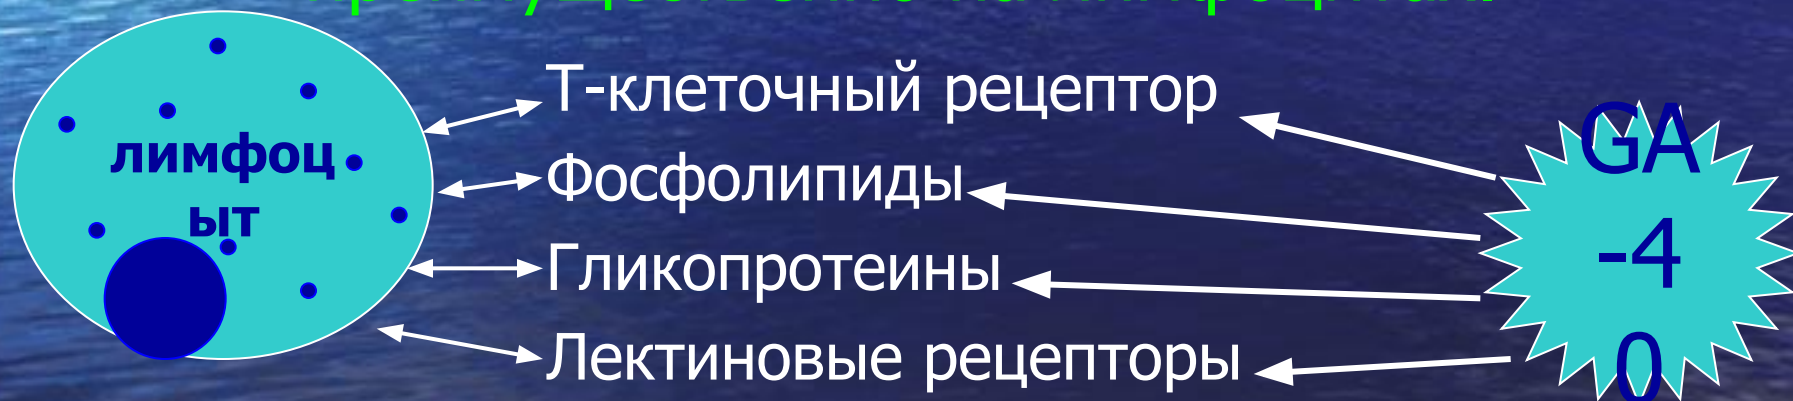 Т-клеточный рецептор
Фосфолипиды
Гликопротеины
Лектиновые рецепторы
лимфоц
ыт
GA
-4
0